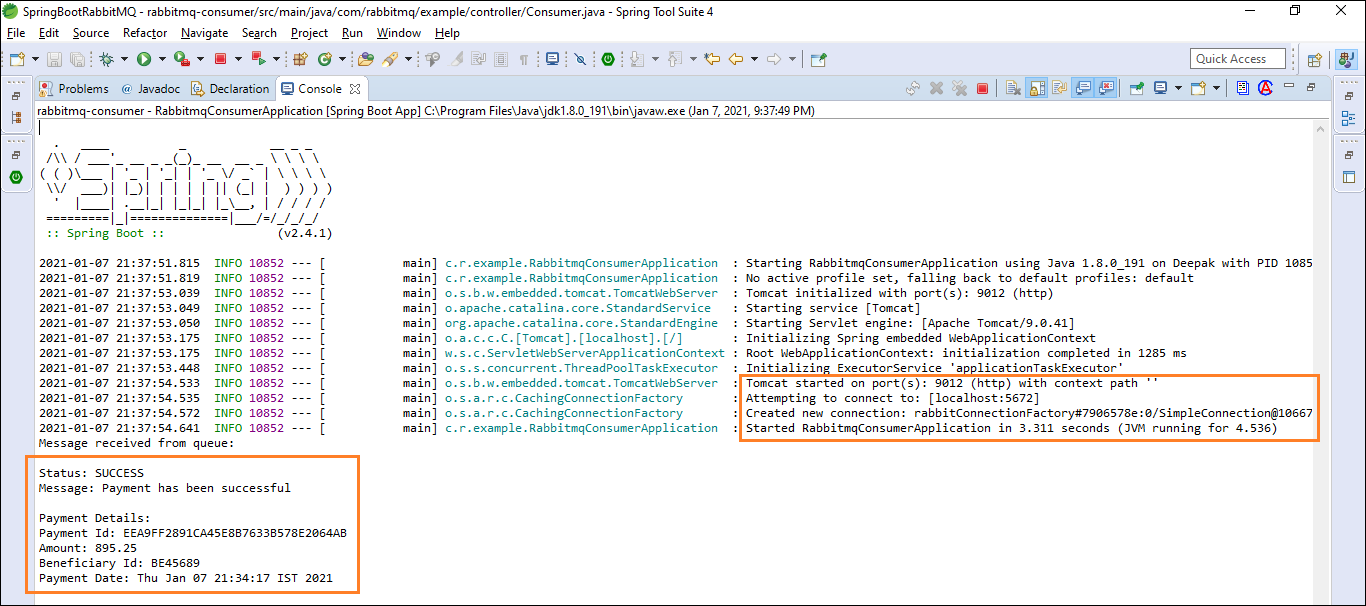 SpringBootRabbitMQ - rabbitmq-consumer/src/main/java/com/rabbitmq/example/controller/Consumer.java - Spring Tool Suite 4
File Edit Source Refactor Navigate Search Project Run Window Help
Quick Access
Problems @ Javadoc Declaration Console
rabbitmq-consumer - RabbitmqConsumerApplication [Spring Boot App] C:\Program Files\Java\jdk1.8.0_191\bin\javaw.exe (Jan 7, 2021, 9:37:49 PM)
  .   ____          _            __ _ _
 /\\ / ___'_ __ _ _(_)_ __  __ _ \ \ \ \
( ( )\___ | '_ | '_| | '_ \/ _` | \ \ \ \
 \\/  ___)| |_)| | | | | || (_| |  ) ) ) )
  '  |____| .__|_| |_|_| |_\__, | / / / /
 =========|_|==============|___/=/_/_/_/
 :: Spring Boot ::                (v2.4.1)
2021-01-07 21:37:51.815  INFO 10852 --- [           main] c.r.example.RabbitmqConsumerApplication  : Starting RabbitmqConsumerApplication using Java 1.8.0_191 on Deepak with PID 1085
2021-01-07 21:37:51.819  INFO 10852 --- [           main] c.r.example.RabbitmqConsumerApplication  : No active profile set, falling back to default profiles: default
2021-01-07 21:37:53.039  INFO 10852 --- [           main] o.s.b.w.embedded.tomcat.TomcatWebServer  : Tomcat initialized with port(s): 9012 (http)
2021-01-07 21:37:53.049  INFO 10852 --- [           main] o.apache.catalina.core.StandardService   : Starting service [Tomcat]
2021-01-07 21:37:53.050  INFO 10852 --- [           main] org.apache.catalina.core.StandardEngine  : Starting Servlet engine: [Apache Tomcat/9.0.41]
2021-01-07 21:37:53.175  INFO 10852 --- [           main] o.a.c.c.C.[Tomcat].[localhost].[/]       : Initializing Spring embedded WebApplicationContext
2021-01-07 21:37:53.175  INFO 10852 --- [           main] w.s.c.ServletWebServerApplicationContext : Root WebApplicationContext: initialization completed in 1285 ms
2021-01-07 21:37:53.448  INFO 10852 --- [           main] o.s.s.concurrent.ThreadPoolTaskExecutor  : Initializing ExecutorService 'applicationTaskExecutor'
2021-01-07 21:37:54.533  INFO 10852 --- [           main] o.s.b.w.embedded.tomcat.TomcatWebServer  : Tomcat started on port(s): 9012 (http) with context path ''
2021-01-07 21:37:54.535  INFO 10852 --- [           main] o.s.a.r.c.CachingConnectionFactory       : Attempting to connect to: [localhost:5672]
2021-01-07 21:37:54.572  INFO 10852 --- [           main] o.s.a.r.c.CachingConnectionFactory       : Created new connection: rabbitConnectionFactory#7906578e:0/SimpleConnection@10667
2021-01-07 21:37:54.641  INFO 10852 --- [           main] c.r.example.RabbitmqConsumerApplication  : Started RabbitmqConsumerApplication in 3.311 seconds (JVM running for 4.536)
Message received from queue:
Status: SUCCESS
Message: Payment has been successful
Payment Details:
Payment Id: EEA9FF2891CA45E8B7633B578E2064AB
Amount: 895.25
Beneficiary Id: BE45689
Payment Date: Thu Jan 07 21:34:17 IST 2021